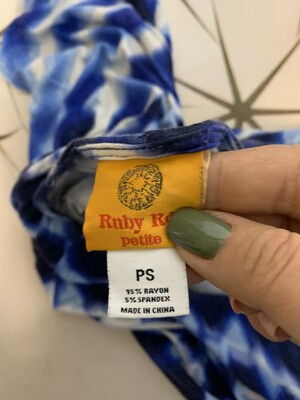 Ruby
petite
PS
95% RAYON
5% SPANDEX
MADE IN CHINA